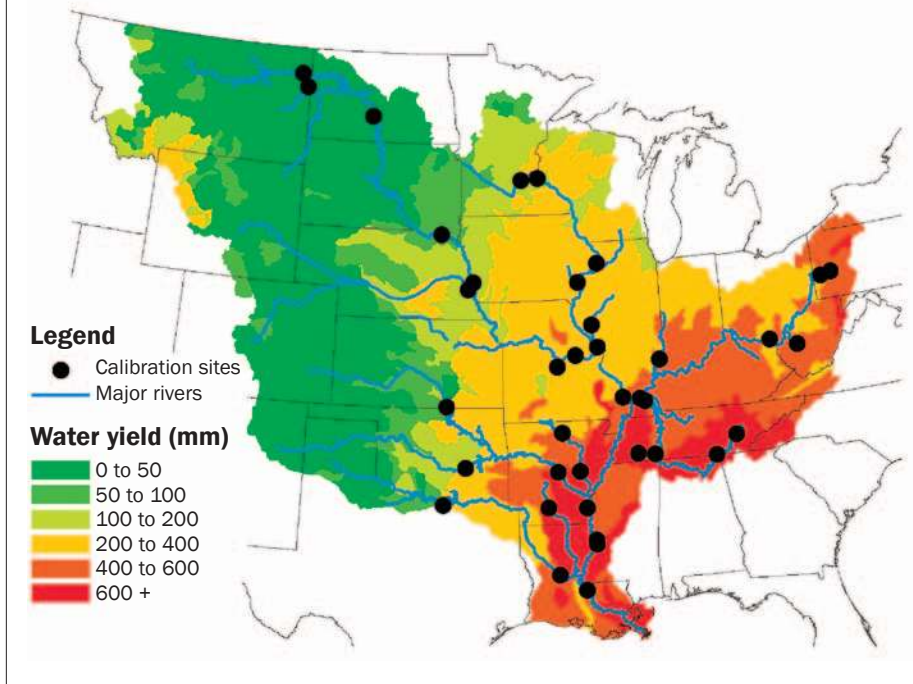 Legend
Calibration sites
Major rivers
Water yield (mm)
0 to 50
50 to 100
100 to 200
200 to 400
400 to 600
600 +